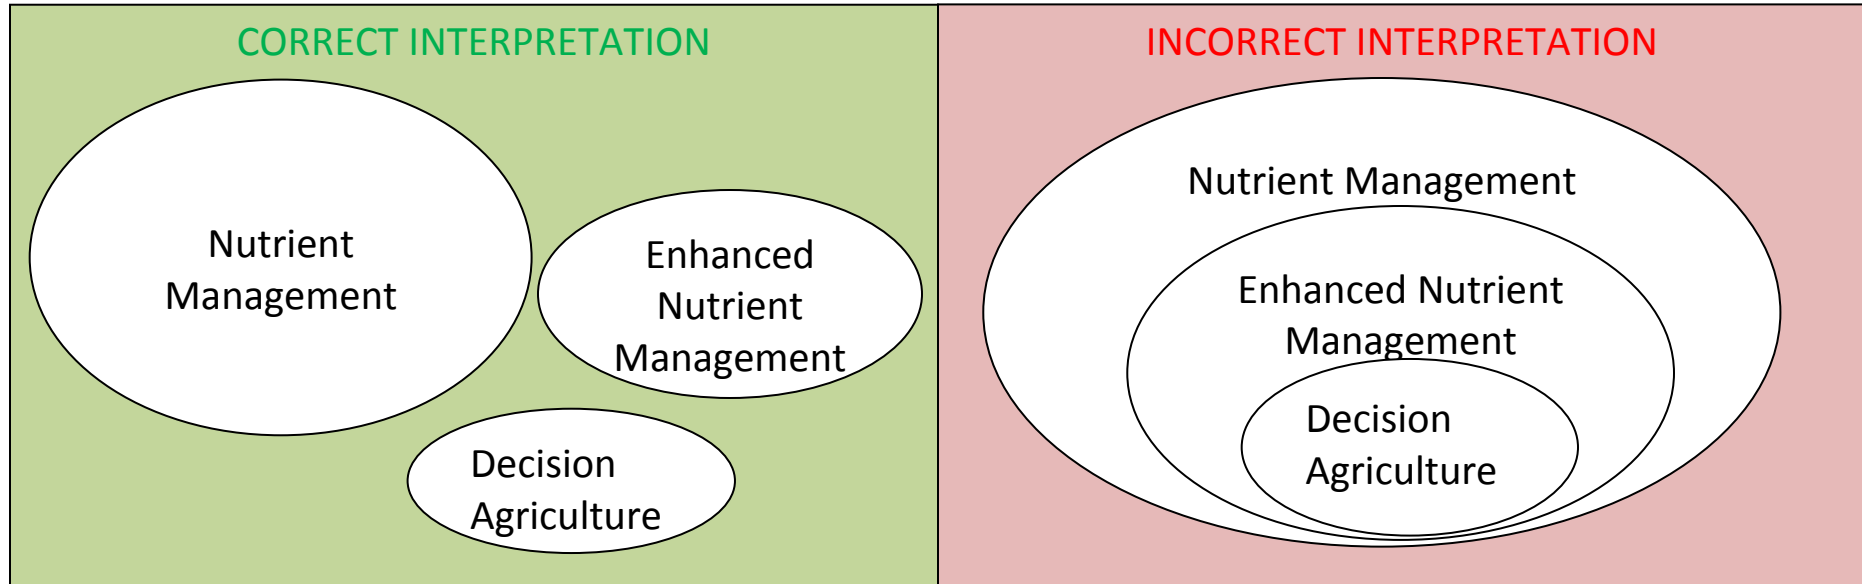 CORRECT INTERPRETATION
Nutrient
Management
Enhanced
Nutrient
Management
Decision
Agriculture
INCORRECT INTERPRETATION
Nutrient Management
Enhanced Nutrient
Management
Decision
Agriculture